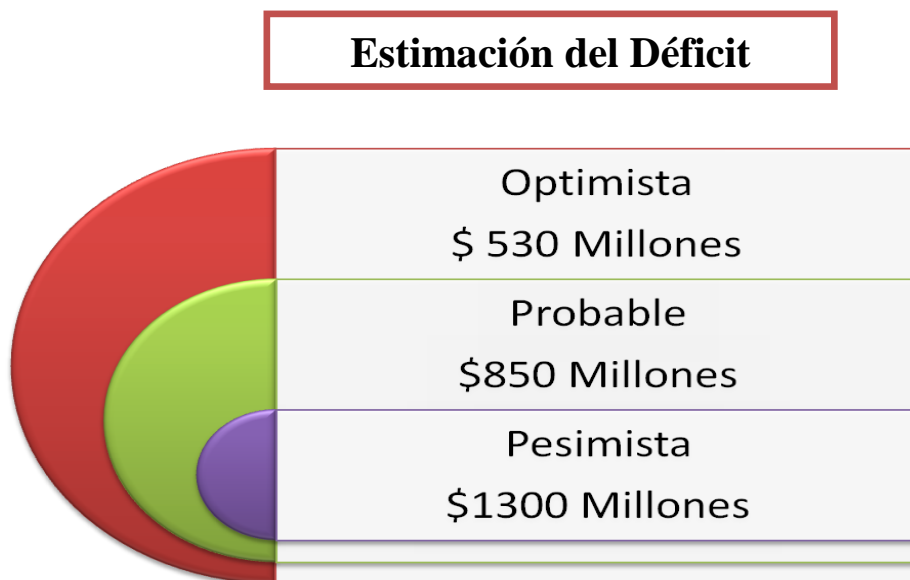 Estimación del Déficit
Optimista
$ 530 Millones
Probable
$850 Millones
Pesimista
$1300 Millones